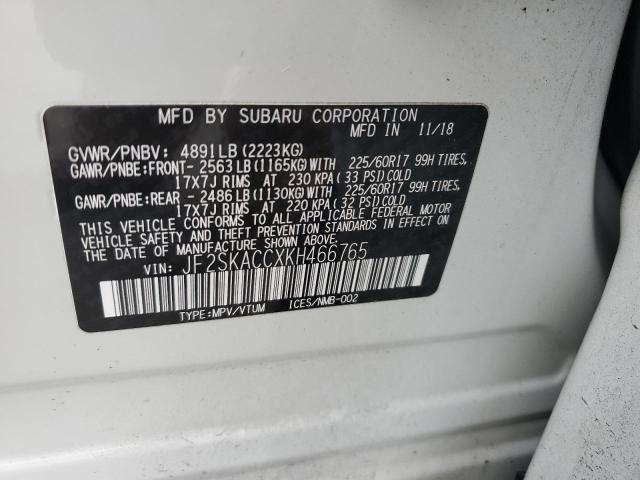 MFD BY SUBARU CORPORATION
MFD IN 11/18
GVWR/PNBV: 4891LB (2223KG)
GAWR/PNBE:FRONT- 2563LB (1165KG) WITH 225/60R17 99H TIRES,
17X7J RIMS AT 230 KPA ( 33 PSI) COLD
GAWR/PNBE:REAR - 2486LB (1130KG) WITH 225/60R17 99H TIRES,
17X7J RIMS AT 220 KPA ( 32 PSI) COLD
THIS VEHICLE CONFORMS TO ALL APPLICABLE FEDERAL MOTOR
VEHICLE SAFETY AND THEFT PREVENTION STANDARDS IN EFFECT ON
THE DATE OF MANUFACTURE SHOWN ABOVE.
VIN: JF2SKACCXKH466765
TYPE:MPV/VTUM ICES/NMB-002